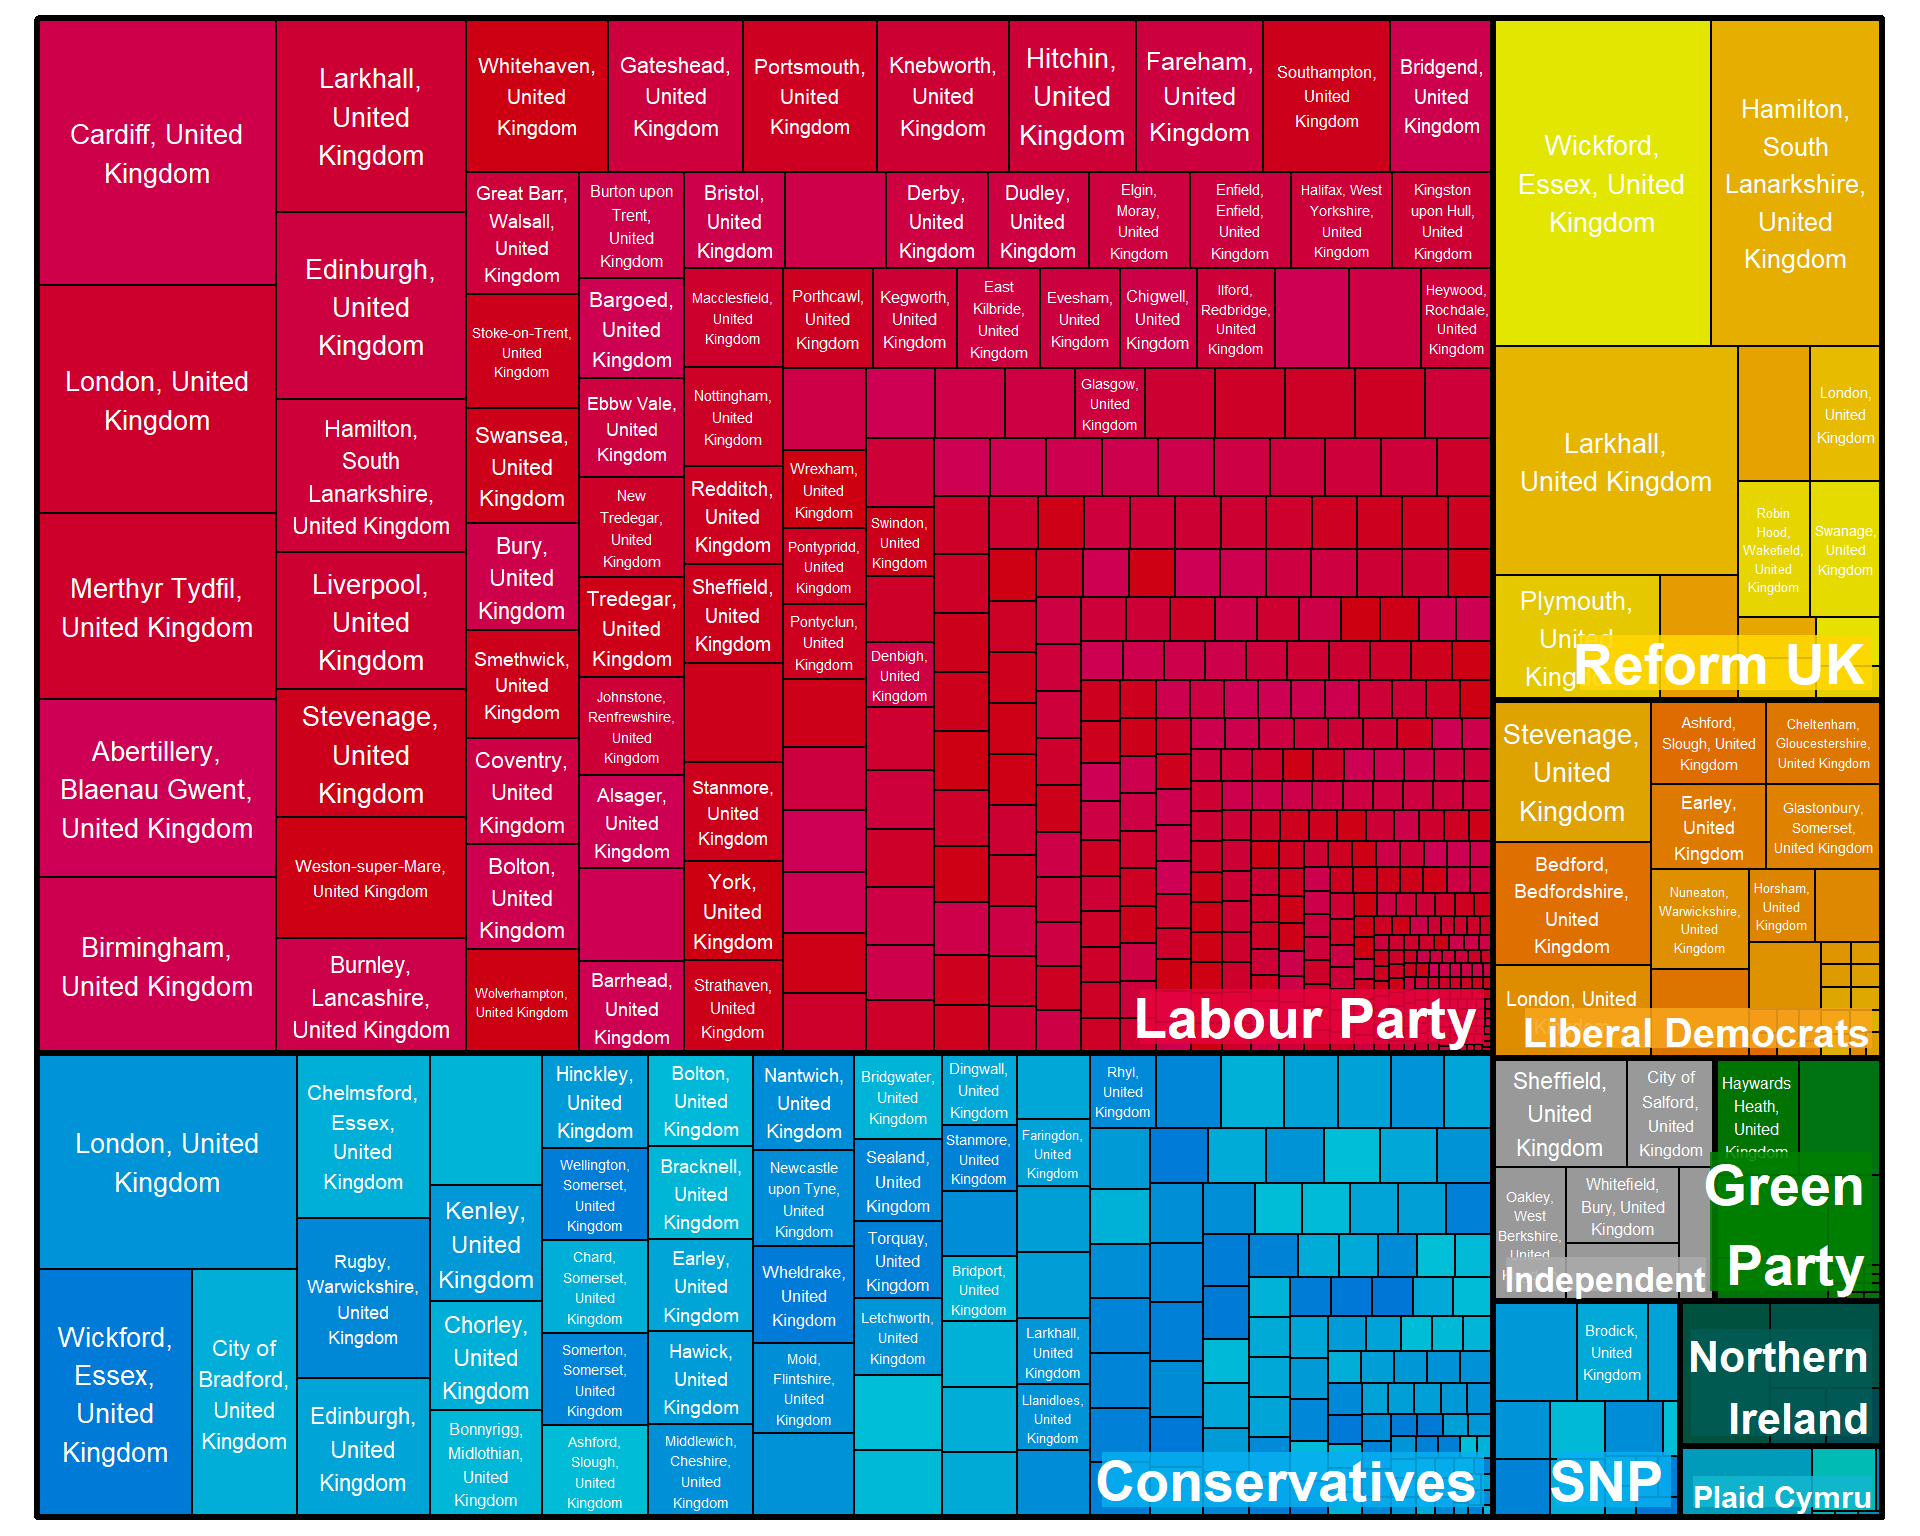 Cardiff, United
Kingdom
London, United
Kingdom
Merthyr Tydfil,
United Kingdom
Abertillery,
Blaenau Gwent,
United Kingdom
Birmingham,
United Kingdom
Larkhall,
United
Kingdom
Edinburgh,
United
Kingdom
Hamilton,
South
Lanarkshire,
United Kingdom
Liverpool,
United
Kingdom
Stevenage,
United
Kingdom
Weston-super-Mare,
United Kingdom
Burnley,
Lancashire,
United Kingdom
Whitehaven,
United
Kingdom
Gateshead,
United
Kingdom
Portsmouth,
United
Kingdom
Knebworth,
United
Kingdom
Hitchin,
United
Kingdom
Fareham,
United
Kingdom
Southampton,
United
Kingdom
Bridgend,
United
Kingdom
Great Barr,
Walsall,
United
Kingdom
Stoke-on-Trent,
United
Kingdom
Swansea,
United
Kingdom
Bury,
United
Kingdom
Smethwick,
United
Kingdom
Coventry,
United
Kingdom
Bolton,
United
Kingdom
Wolverhampton,
United Kingdom
Burton upon
Trent,
United
Kingdom
Bargoed,
United
Kingdom
Ebbw Vale,
United
Kingdom
New
Tredegar,
United
Kingdom
Tredegar,
United
Kingdom
Johnstone,
Renfrewshire,
United
Kingdom
Alsager,
United
Kingdom
Barrhead,
United
Kingdom
Bristol,
United
Kingdom
Derby,
United
Kingdom
Dudley,
United
Kingdom
Elgin,
Moray,
United
Kingdom
Enfield,
Enfield,
United
Kingdom
Halifax, West
Yorkshire,
United
Kingdom
Kingston
upon Hull,
United
Kingdom
Macclesfield,
United
Kingdom
Nottingham,
United
Kingdom
Redditch,
United
Kingdom
Sheffield,
United
Kingdom
Stanmore,
United
Kingdom
York,
United
Kingdom
Strathaven,
United
Kingdom
Porthcawl,
United
Kingdom
Kegworth,
United
Kingdom
East
Kilbride,
United
Kingdom
Evesham,
United
Kingdom
Chigwell,
United
Kingdom
Ilford,
Redbridge,
United
Kingdom
Heywood,
Rochdale,
United
Kingdom
Wrexham,
United
Kingdom
Pontypridd,
United
Kingdom
Pontyclun,
United
Kingdom
Glasgow,
United
Kingdom
Swindon,
United
Kingdom
Denbigh,
United
Kingdom
Labour Party
Wickford,
Essex, United
Kingdom
Hamilton,
South
Lanarkshire,
United
Kingdom
Larkhall,
United Kingdom
London,
United
Kingdom
Robin
Hood,
Wakefield,
United
Kingdom
Swanage,
United
Kingdom
Plymouth,
United
Kingdom
Reform UK
Stevenage,
United
Kingdom
Bedford,
Bedfordshire,
United
Kingdom
London, United
Ashford,
Slough, United
Kingdom
Cheltenham,
Gloucestershire,
United Kingdom
Earley,
United
Kingdom
Glastonbury,
Somerset,
United Kingdom
Nuneaton,
Warwickshire,
United
Kingdom
Horsham,
United
Kingdom
Liberal Democrats
London, United
Kingdom
Wickford,
Essex,
United
Kingdom
City of
Bradford,
United
Kingdom
Chelmsford,
Essex,
United
Kingdom
Rugby,
Warwickshire,
United
Kingdom
Edinburgh,
United
Kingdom
Kenley,
United
Kingdom
Chorley,
United
Kingdom
Bonnyrigg,
Midlothian,
United
Kingdom
Hinckley,
United
Kingdom
Wellington,
Somerset,
United
Kingdom
Chard,
Somerset,
United
Kingdom
Somerton,
Somerset,
United
Kingdom
Ashford,
Slough,
United
Kingdom
Bolton,
United
Kingdom
Bracknell,
United
Kingdom
Earley,
United
Kingdom
Hawick,
United
Kingdom
Middlewich,
Cheshire,
United
Kingdom
Nantwich,
United
Kingdom
Newcastle
upon Tyne,
United
Kingdom
Wheldrake,
United
Kingdom
Mold,
Flintshire,
United
Kingdom
Bridgwater,
United
Kingdom
Sealand,
United
Kingdom
Torquay,
United
Kingdom
Letchworth,
United
Kingdom
Dingwall,
United
Kingdom
Stanmore,
United
Kingdom
Bridport,
United
Kingdom
Faringdon,
United
Kingdom
Larkhall,
United
Kingdom
Llanidloes,
United
Kingdom
Rhyl,
United
Kingdom
Conservatives
Sheffield,
United
Kingdom
City of
Salford,
United
Kingdom
Oakley,
West
Berkshire,
United
Whitefield,
Bury, United
Kingdom
Independent
Haywards
Heath,
United
Kingdom
Green
Party
Brodick,
United
Kingdom
SNP
Northern
Ireland
Plaid Cymru